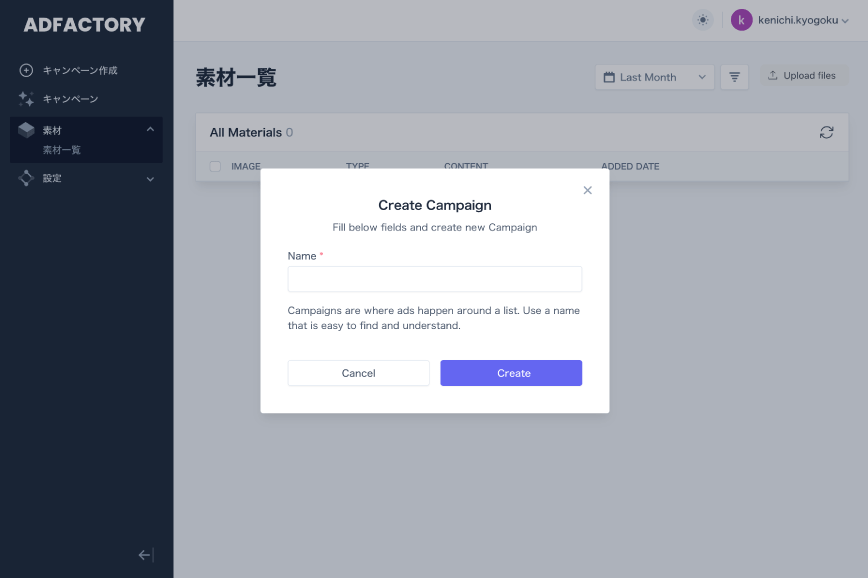 ADFACTORY
キャンペーン作成
キャンペーン
素材
素材一覧
設定
k
kenichi.kyogoku
素材一覧
Last Month
Upload files
All Materials 0
IMAGE TYPE CONTENT ADDED DATE
Create Campaign
Fill below fields and create new Campaign
Name *
Campaigns are where ads happen around a list. Use a name
that is easy to find and understand.
Cancel
Create